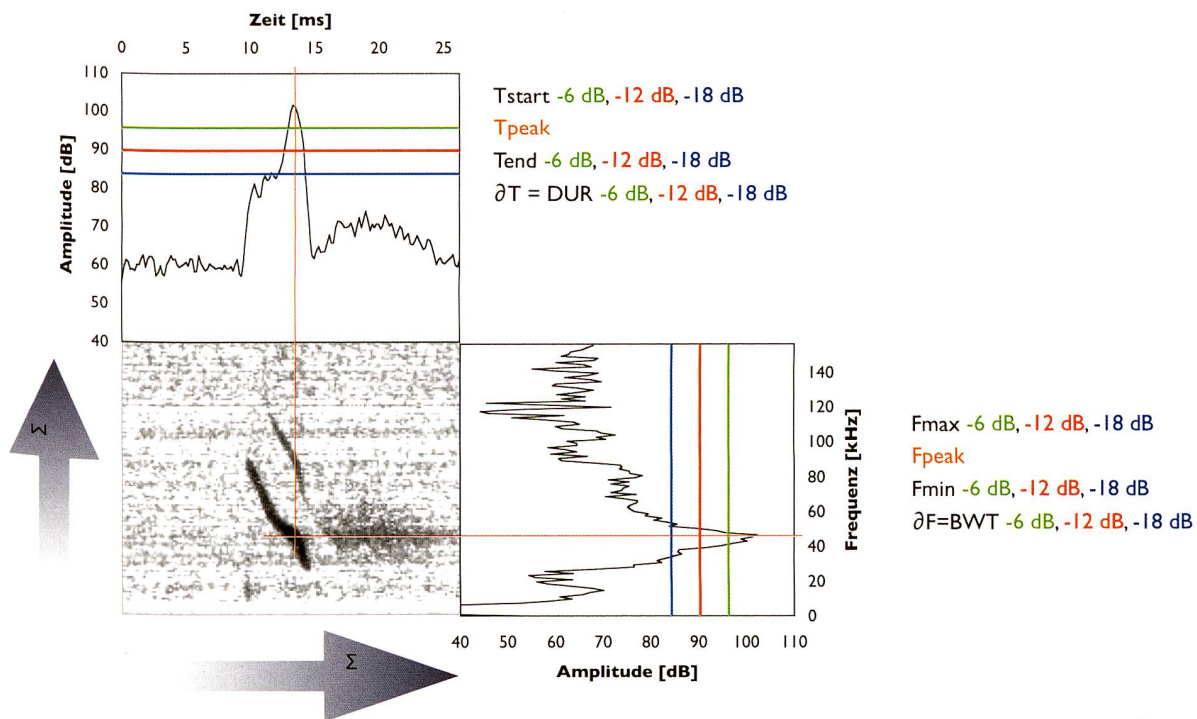 Zeit [ms]
0 5 10 15 20 25
Amplitude [dB]
110
100
90
80
70
60
50
40
Tstart -6 dB, -12 dB, -18 dB
Tpeak
Tend -6 dB, -12 dB, -18 dB
∂T = DUR -6 dB, -12 dB, -18 dB
Σ
140
120
100
80
60
40
20
0
Frequenz [kHz]
Fmax -6 dB, -12 dB, -18 dB
Fpeak
Fmin -6 dB, -12 dB, -18 dB
∂F=BWT -6 dB, -12 dB, -18 dB
40 50 60 70 80 90 100 110
Amplitude [dB]
Σ